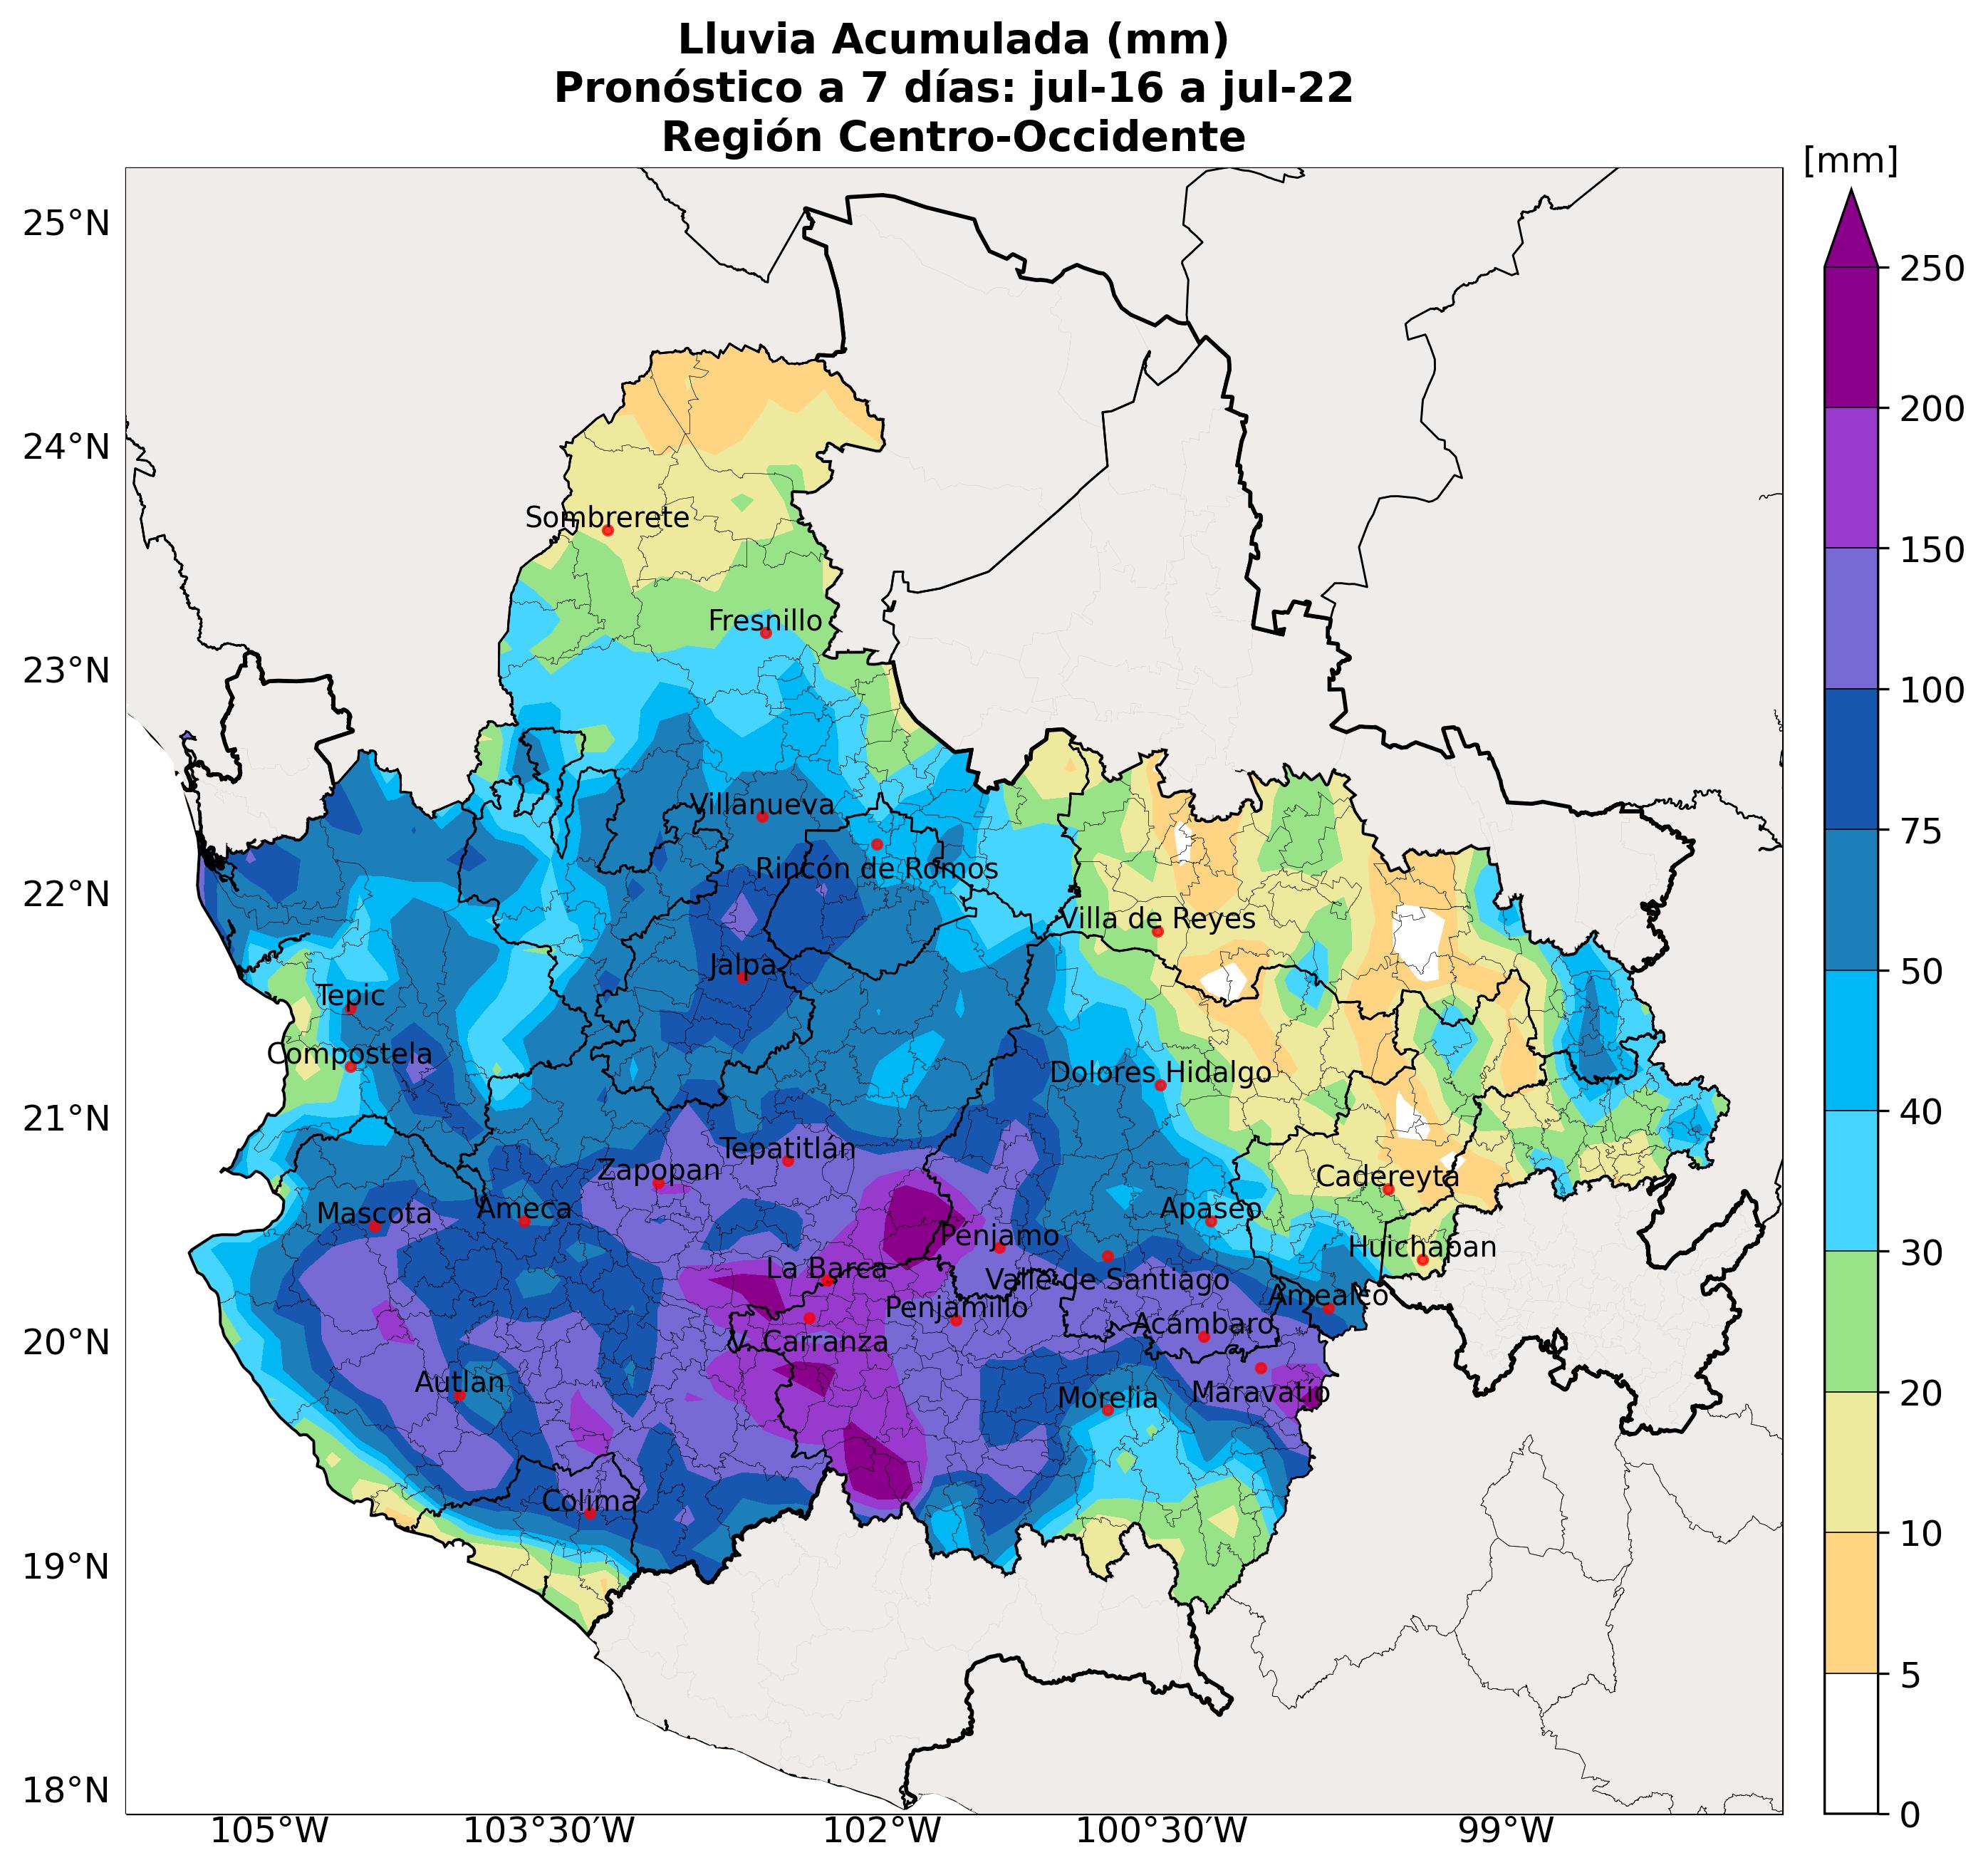 Lluvia Acumulada (mm)
Pronóstico a 7 días: jul-16 a jul-22
Región Centro-Occidente
[mm]
25°N
24°N
23°N
22°N
21°N
20°N
19°N
18°N
105°W
103°30'W
102°W
100°30'W
99°W
250
200
150
100
75
50
40
30
20
10
5
0
Sombrerete
Fresnillo
Villanueva
Rincón de Romos
Villa de Reyes
Jalpa
Tepic
Compostela
Dolores Hidalgo
Tepatitlán
Zapopan
Cadereyta
Mascota
Ameca
Apaseo
Penjamo
Huichapan
La Barca
Valle de Santiago
Amealco
Penjamillo
Acámbaro
V. Carranza
Autlan
Morelia
Maravatío
Colima